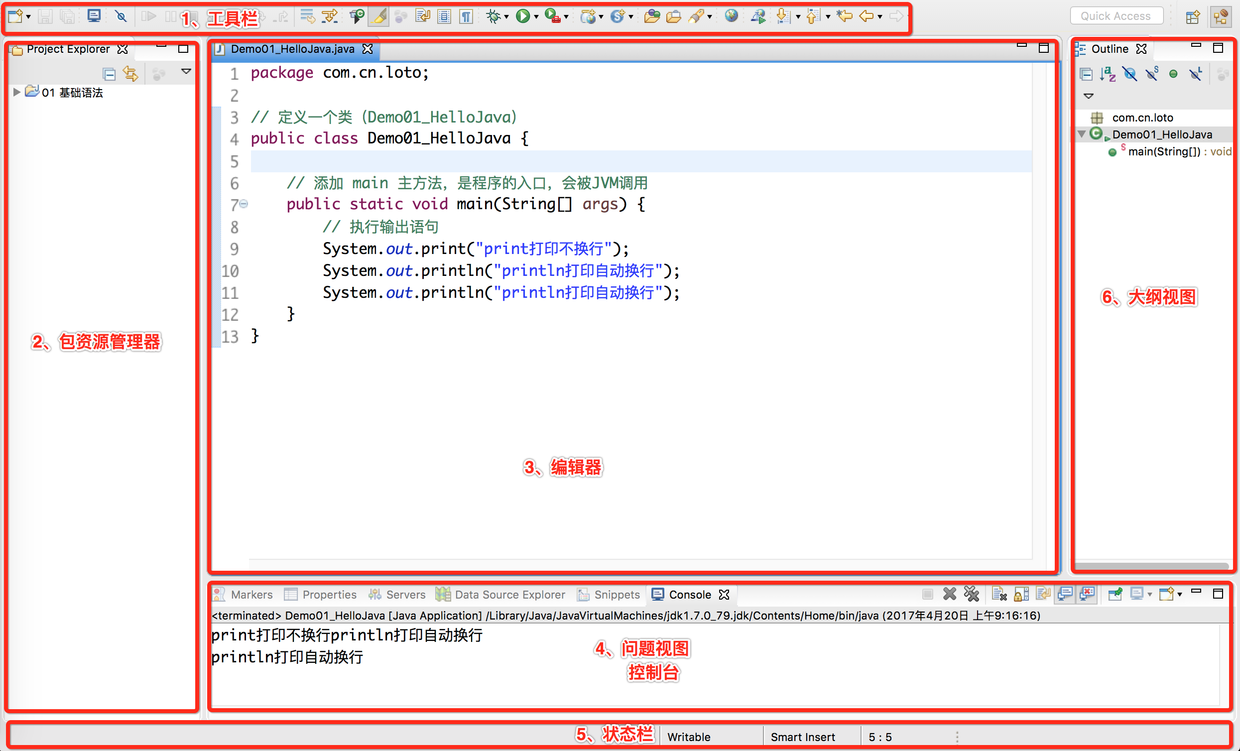 1、工具栏
Quick Access
Project Explorer
01 基础语法
2、包资源管理器
Demo01_HelloJava.java
1 package com.cn.loto;
2
3 // 定义一个类（Demo01_HelloJava）
4 public class Demo01_HelloJava {
5
6 // 添加 main 主方法，是程序的入口，会被JVM调用
7 public static void main(String[] args) {
8 // 执行输出语句
9 System.out.print("print打印不换行");
10 System.out.println("println打印自动换行");
11 System.out.println("println打印自动换行");
12 }
13 }
3、编辑器
Outline
com.cn.loto
Demo01_HelloJava
main(String[]) : void
6、大纲视图
Markers Properties Servers Data Source Explorer Snippets Console
<terminated> Demo01_HelloJava [Java Application] /Library/Java/JavaVirtualMachines/jdk1.7.0_79.jdk/Contents/Home/bin/java (2017年4月20日 上午9:16:16)
print打印不换行println打印自动换行
println打印自动换行
4、问题视图
控制台
5、状态栏
Writable Smart Insert 5 : 5